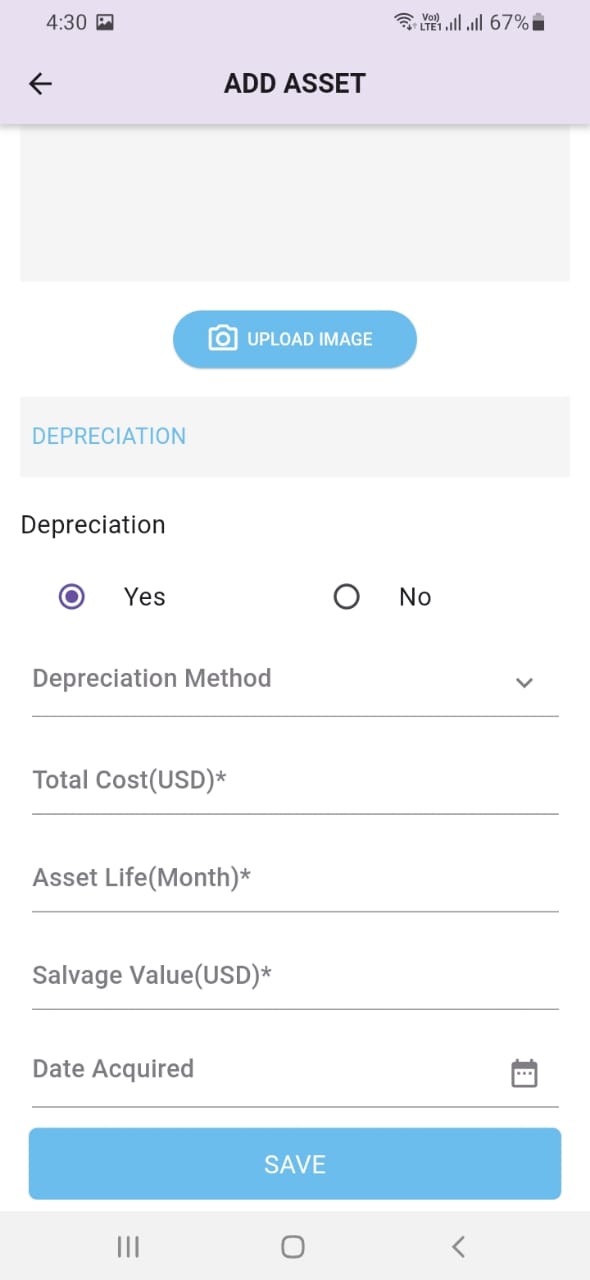 4:30 Vo)) LTE1 67%
ADD ASSET
UPLOAD IMAGE
DEPRECIATION
Depreciation
Yes No
Depreciation Method
Total Cost(USD)*
Asset Life(Month)*
Salvage Value(USD)*
Date Acquired
SAVE